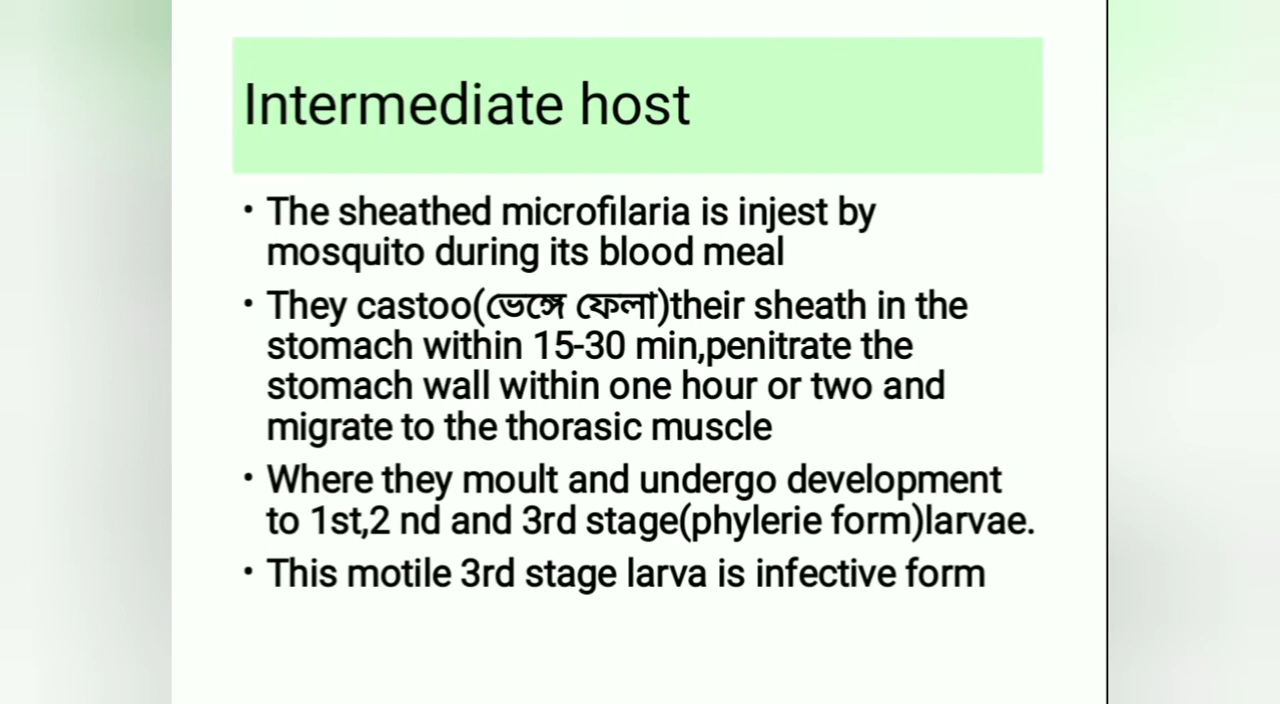 Intermediate host
• The sheathed microfilaria is injest by
mosquito during its blood meal
• They castoo(ভেঙ্গে ফেলা)their sheath in the
stomach within 15-30 min,penitrate the
stomach wall within one hour or two and
migrate to the thorasic muscle
• Where they moult and undergo development
to 1st,2 nd and 3rd stage(phylerie form)larvae.
• This motile 3rd stage larva is infective form